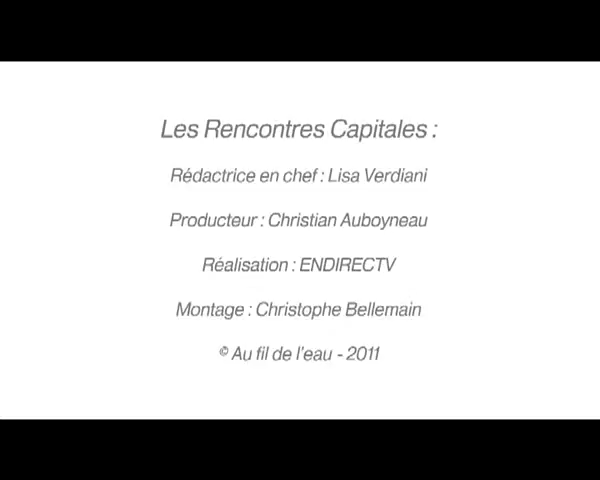 Les Rencontres Capitales :
Rédactrice en chef : Lisa Verdiani
Producteur : Christian Auboyneau
Réalisation : ENDIRECTV
Montage : Christophe Bellemain
© Au fil de l'eau - 2011